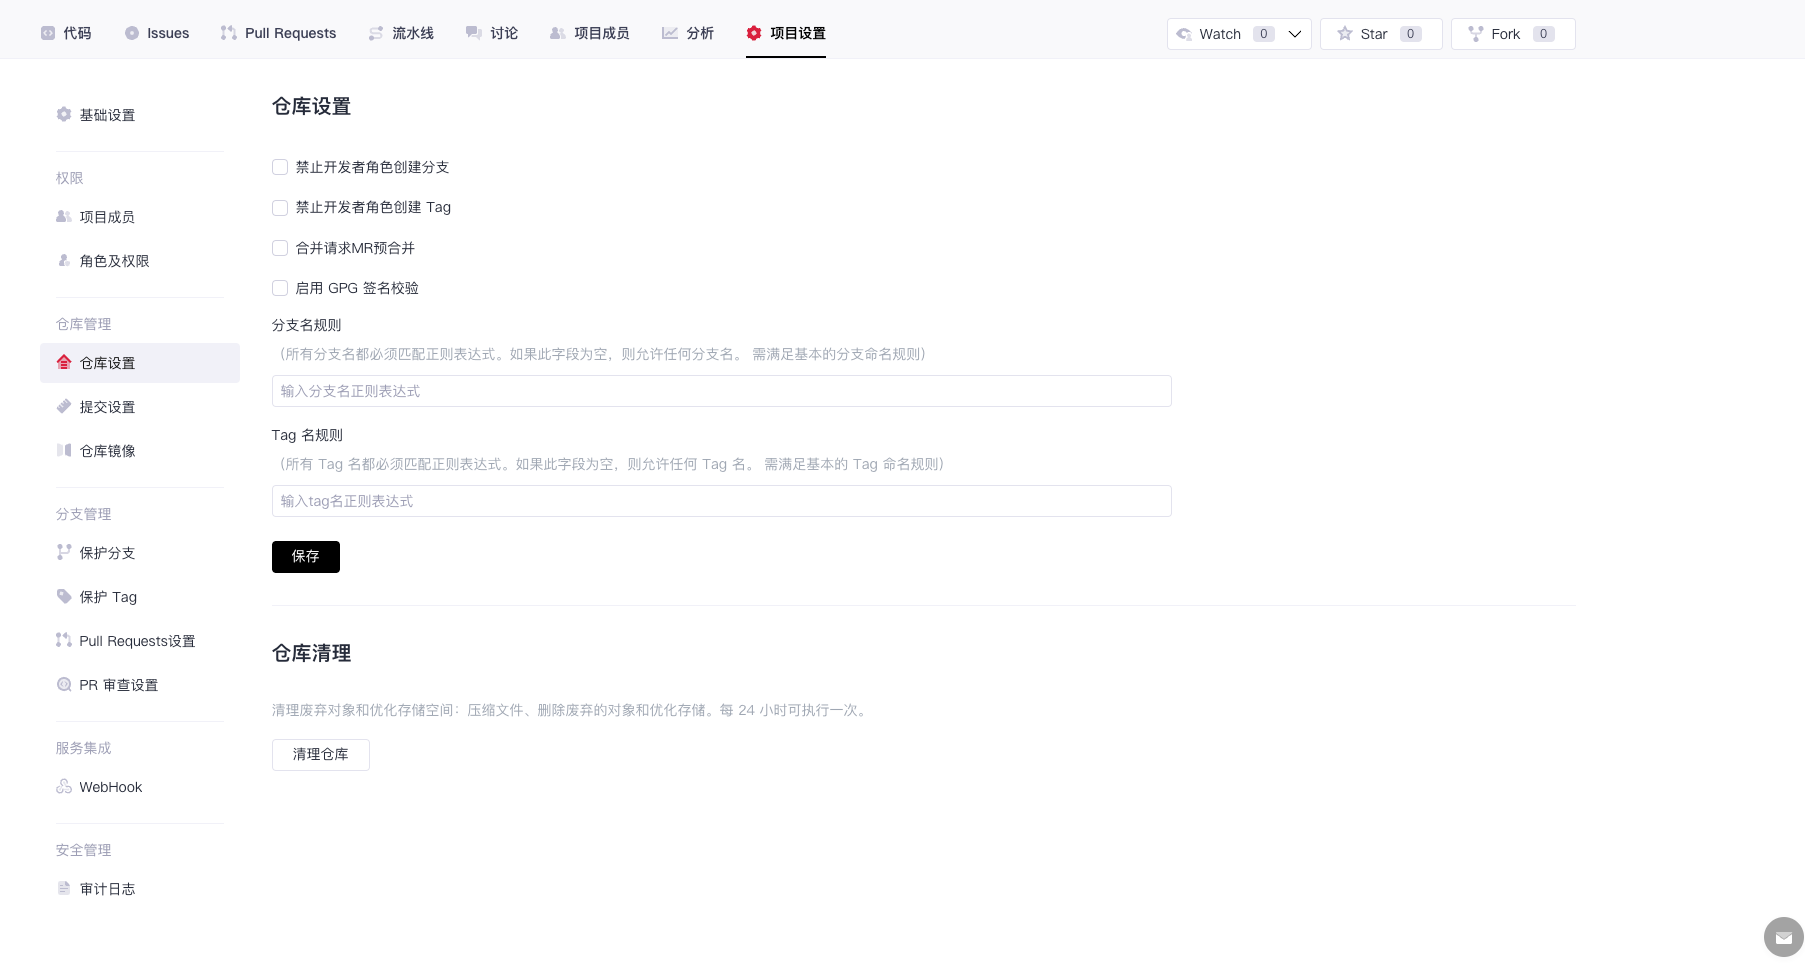 代码 Issues Pull Requests 流水线 讨论 项目成员 分析 项目设置 Watch 0 Star 0 Fork 0
基础设置
权限
项目成员
角色及权限
仓库管理
仓库设置
提交设置
仓库镜像
分支管理
保护分支
保护 Tag
Pull Requests设置
PR 审查设置
服务集成
WebHook
安全管理
审计日志
仓库设置
禁止开发者角色创建分支
禁止开发者角色创建 Tag
合并请求MR预合并
启用 GPG 签名校验
分支名规则
（所有分支名都必须匹配正则表达式。如果此字段为空，则允许任何分支名。 需满足基本的分支命名规则）
输入分支名正则表达式
Tag 名规则
（所有 Tag 名都必须匹配正则表达式。如果此字段为空，则允许任何 Tag 名。 需满足基本的 Tag 命名规则）
输入tag名正则表达式
保存
仓库清理
清理废弃对象和优化存储空间：压缩文件、删除废弃的对象和优化存储。每 24 小时可执行一次。
清理仓库